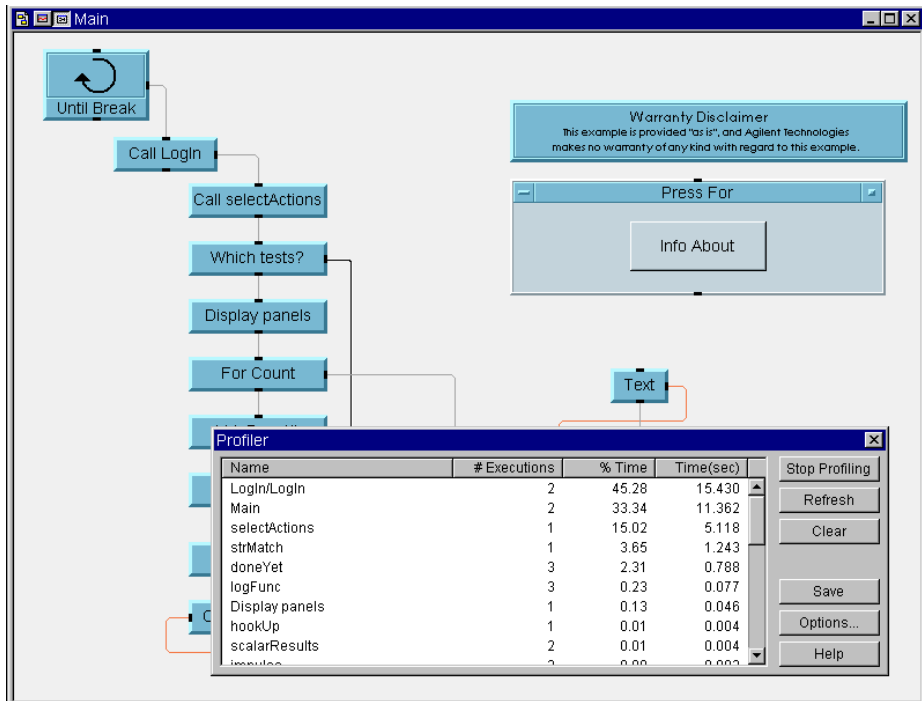 Main
Until Break
Call LogIn
Call selectActions
Which tests?
Display panels
For Count
Warranty Disclaimer
This example is provided "as is", and Agilent Technologies
makes no warranty of any kind with regard to this example.
Press For
Info About
Text
Profiler
Name # Executions % Time Time(sec)
LogIn/LogIn 2 45.28 15.430
Main 2 33.34 11.362
selectActions 1 15.02 5.118
strMatch 1 3.65 1.243
doneYet 3 2.31 0.788
logFunc 3 0.23 0.077
Display panels 1 0.13 0.046
hookUp 1 0.01 0.004
scalarResults 2 0.01 0.004
Stop Profiling
Refresh
Clear
Save
Options...
Help